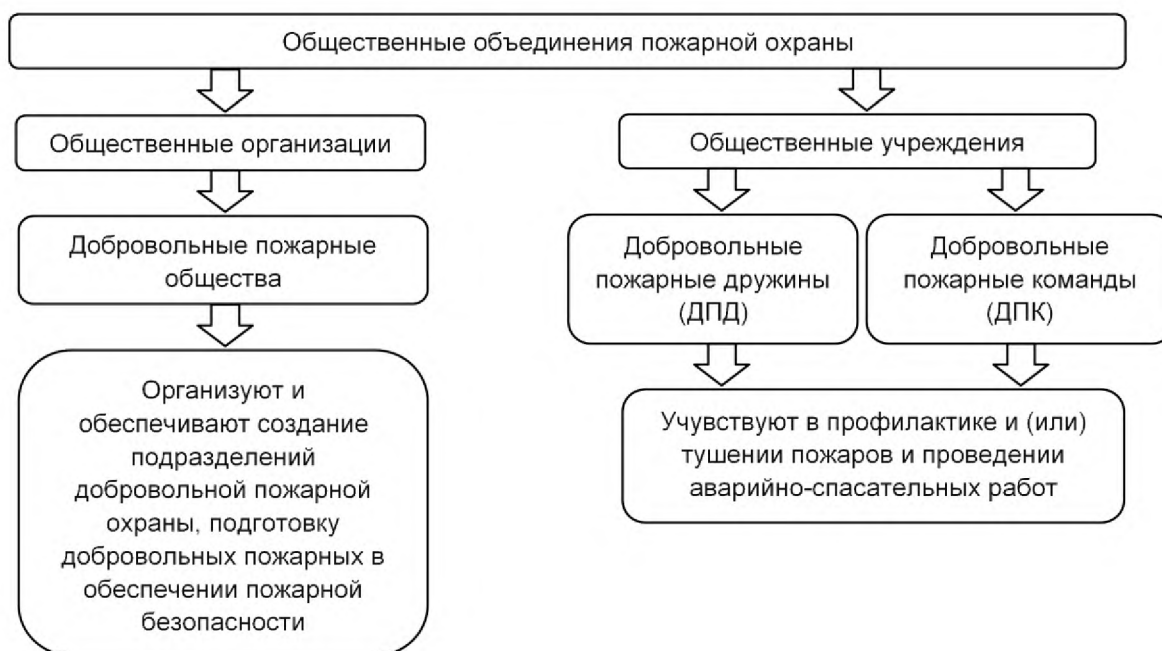 Общественные объединения пожарной охраны
Общественные организации
Общественные учреждения
Добровольные пожарные
общества
Добровольные
пожарные дружины
(ДПД)
Добровольные
пожарные команды
(ДПК)
Организуют и
обеспечивают создание
подразделений
добровольной пожарной
охраны, подготовку
добровольных пожарных в
обеспечении пожарной
безопасности
Учувствуют в профилактике и (или)
тушении пожаров и проведении
аварийно-спасательных работ